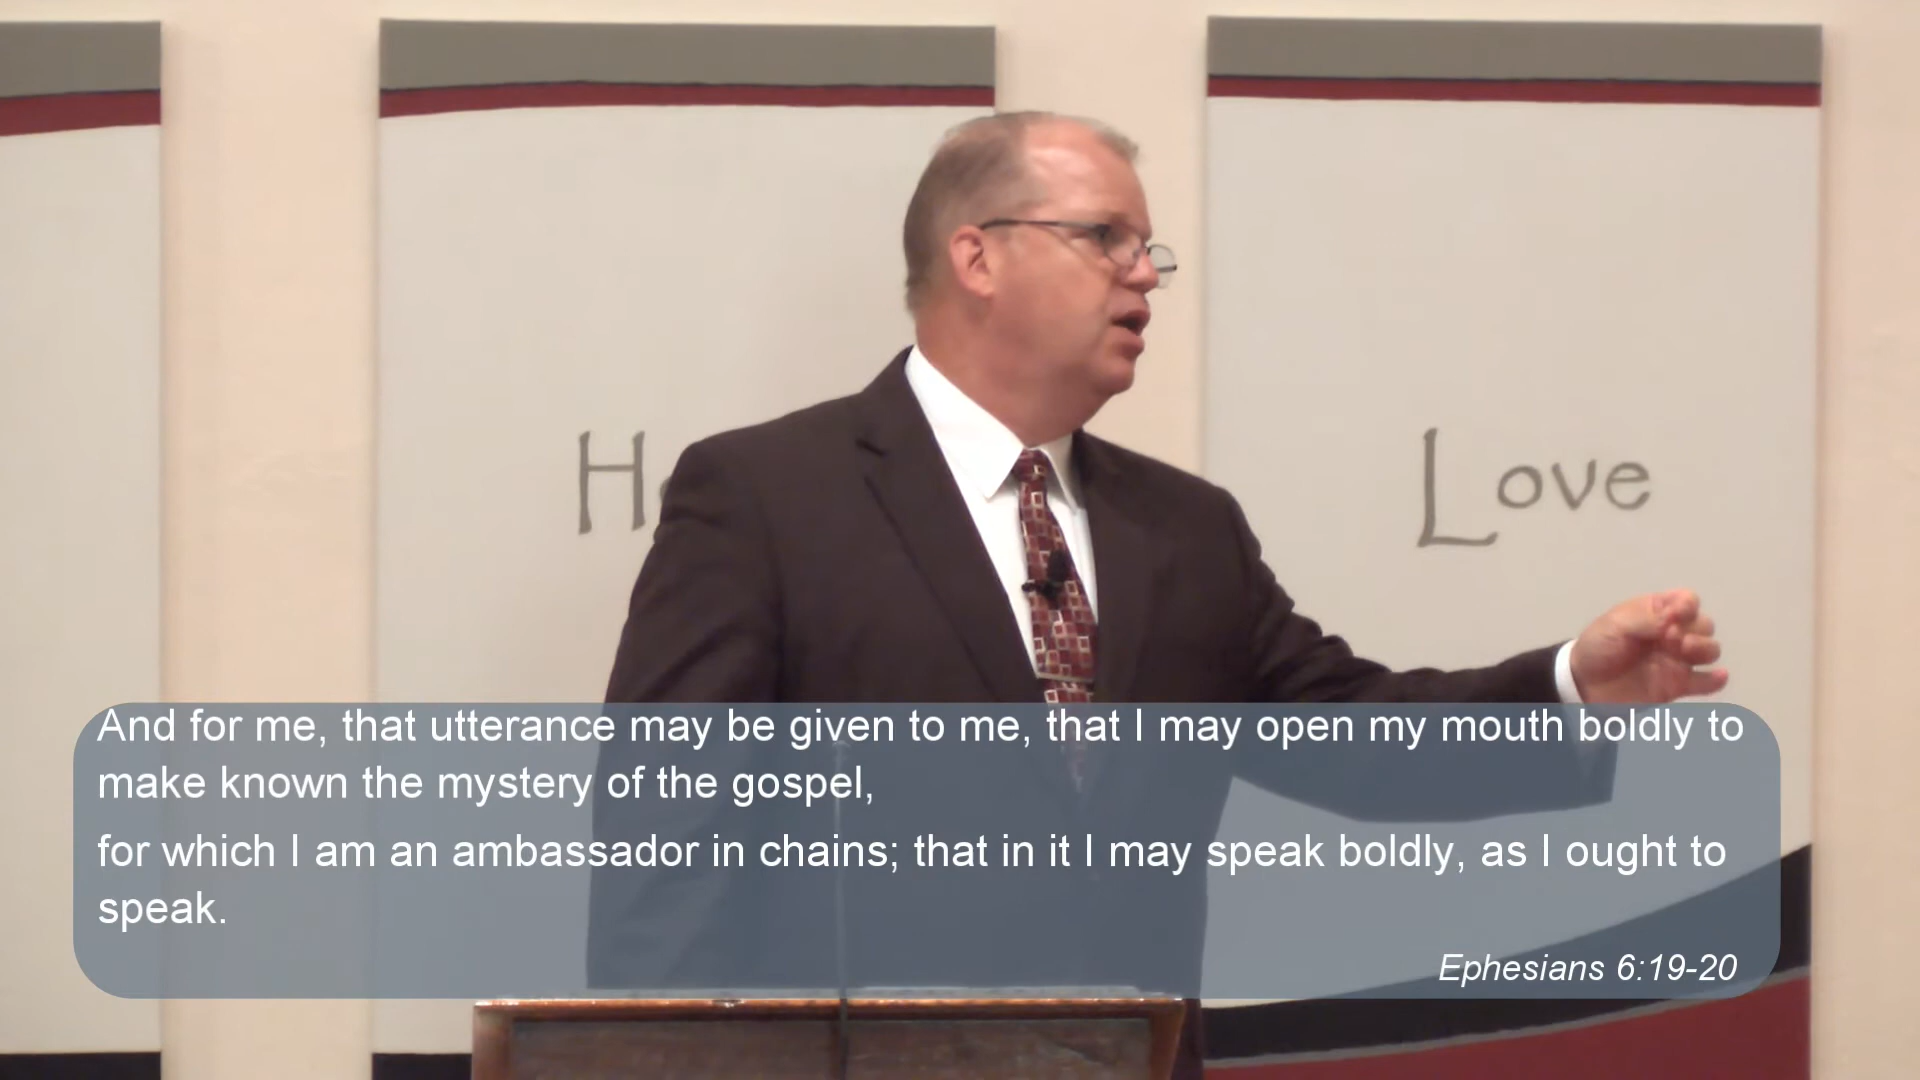 H
Love
And for me, that utterance may be given to me, that I may open my mouth boldly to
make known the mystery of the gospel,
for which I am an ambassador in chains; that in it I may speak boldly, as I ought to
speak.
Ephesians 6:19-20